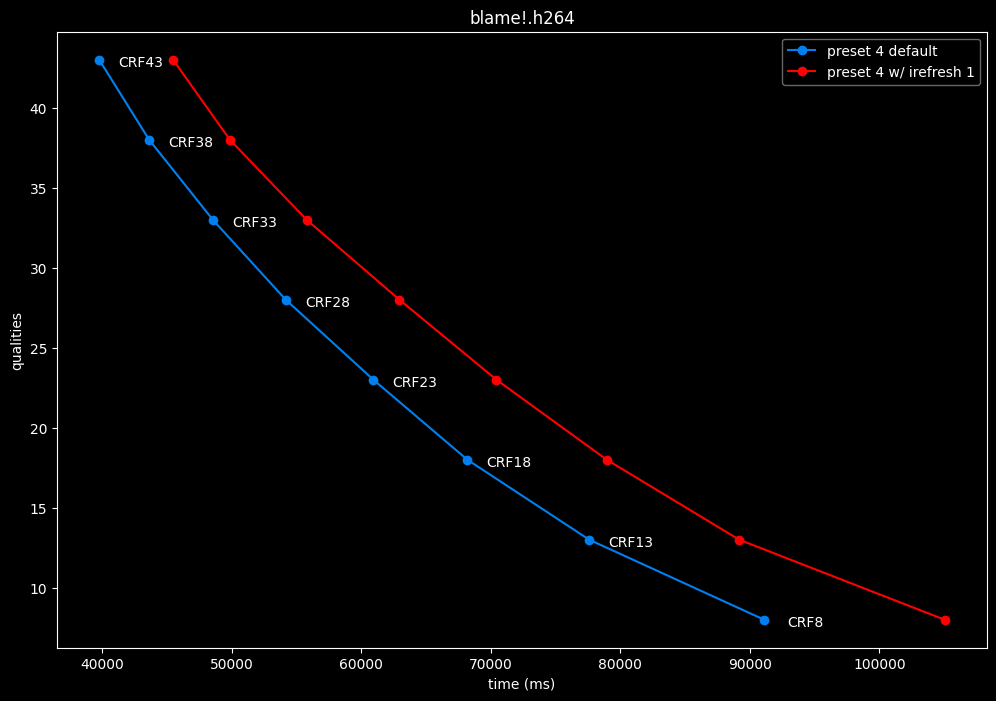 blame!.h264
preset 4 default
preset 4 w/ irefresh 1
CRF43
CRF38
CRF33
CRF28
CRF23
CRF18
CRF13
CRF8
qualities
40
35
30
25
20
15
10
40000 50000 60000 70000 80000 90000 100000
time (ms)